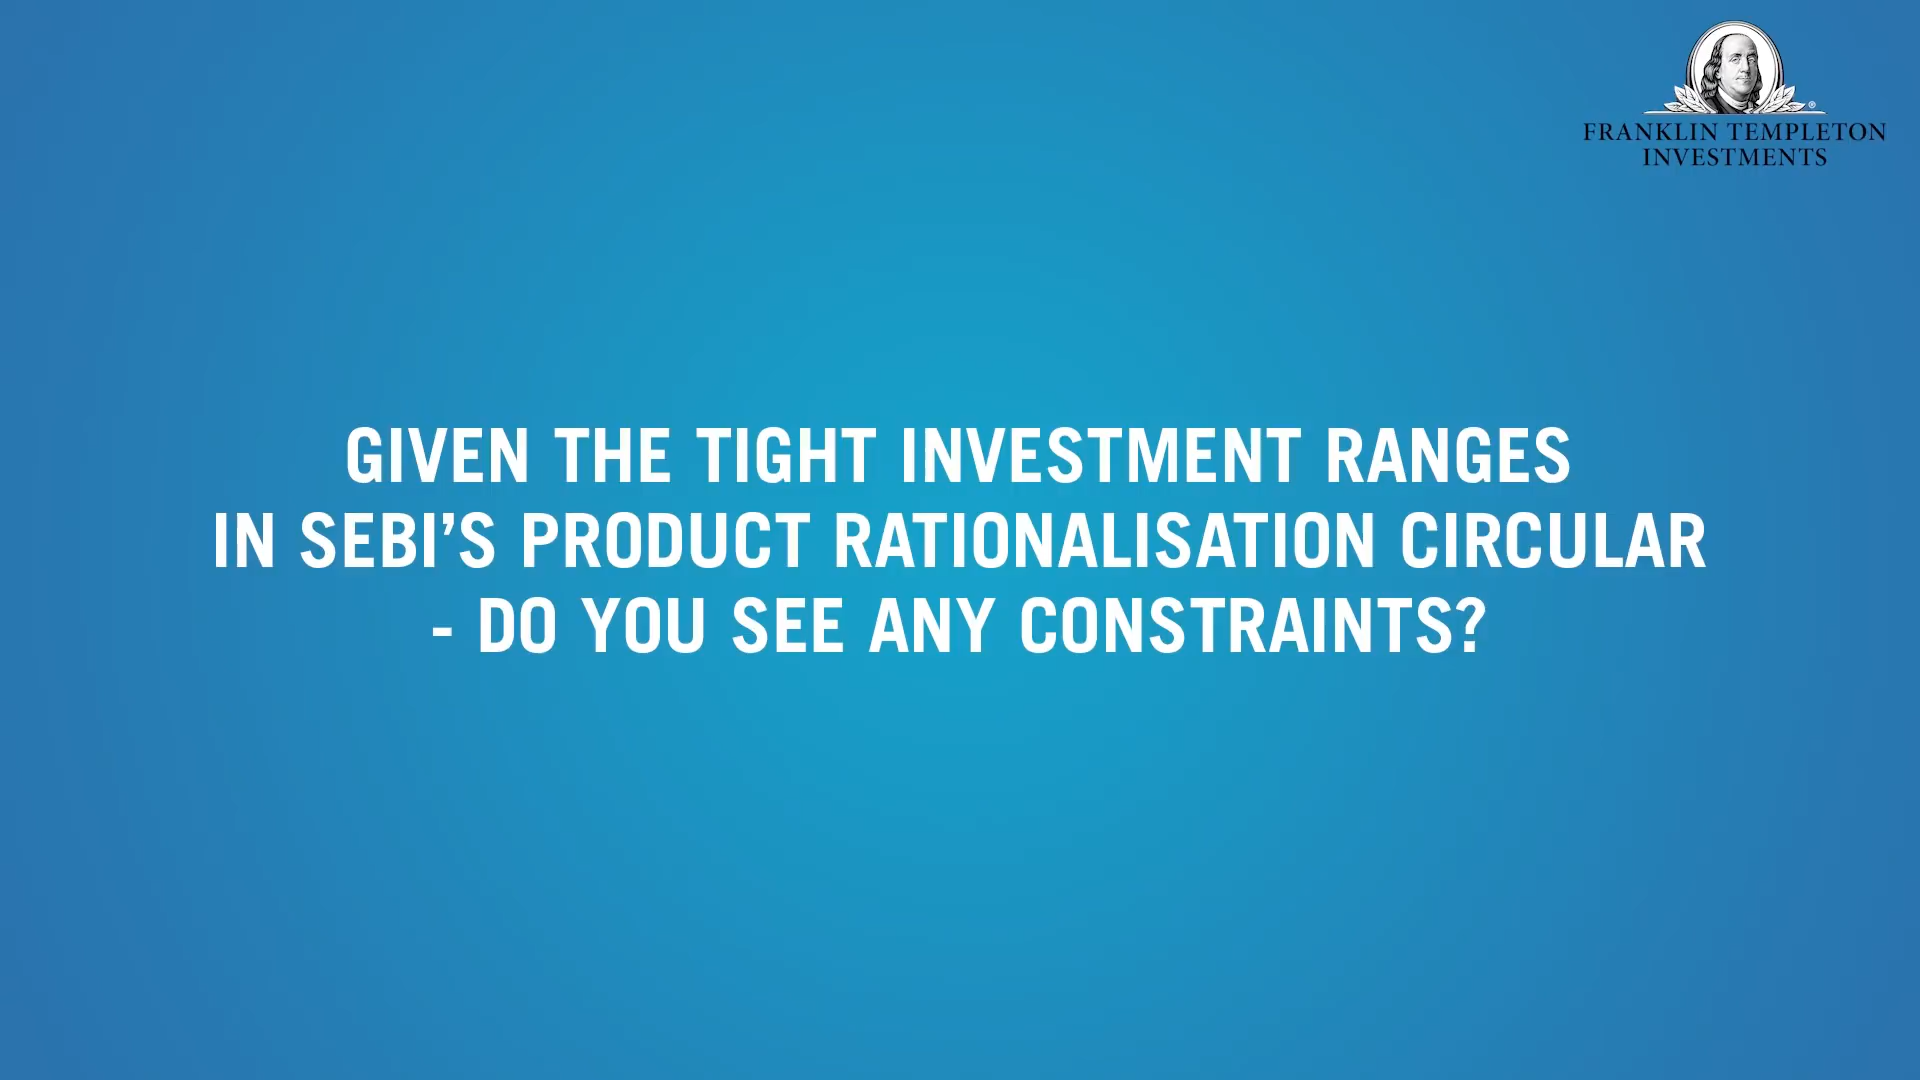 FRANKLIN TEMPLETON
INVESTMENTS
GIVEN THE TIGHT INVESTMENT RANGES
IN SEBI’S PRODUCT RATIONALISATION CIRCULAR
- DO YOU SEE ANY CONSTRAINTS?